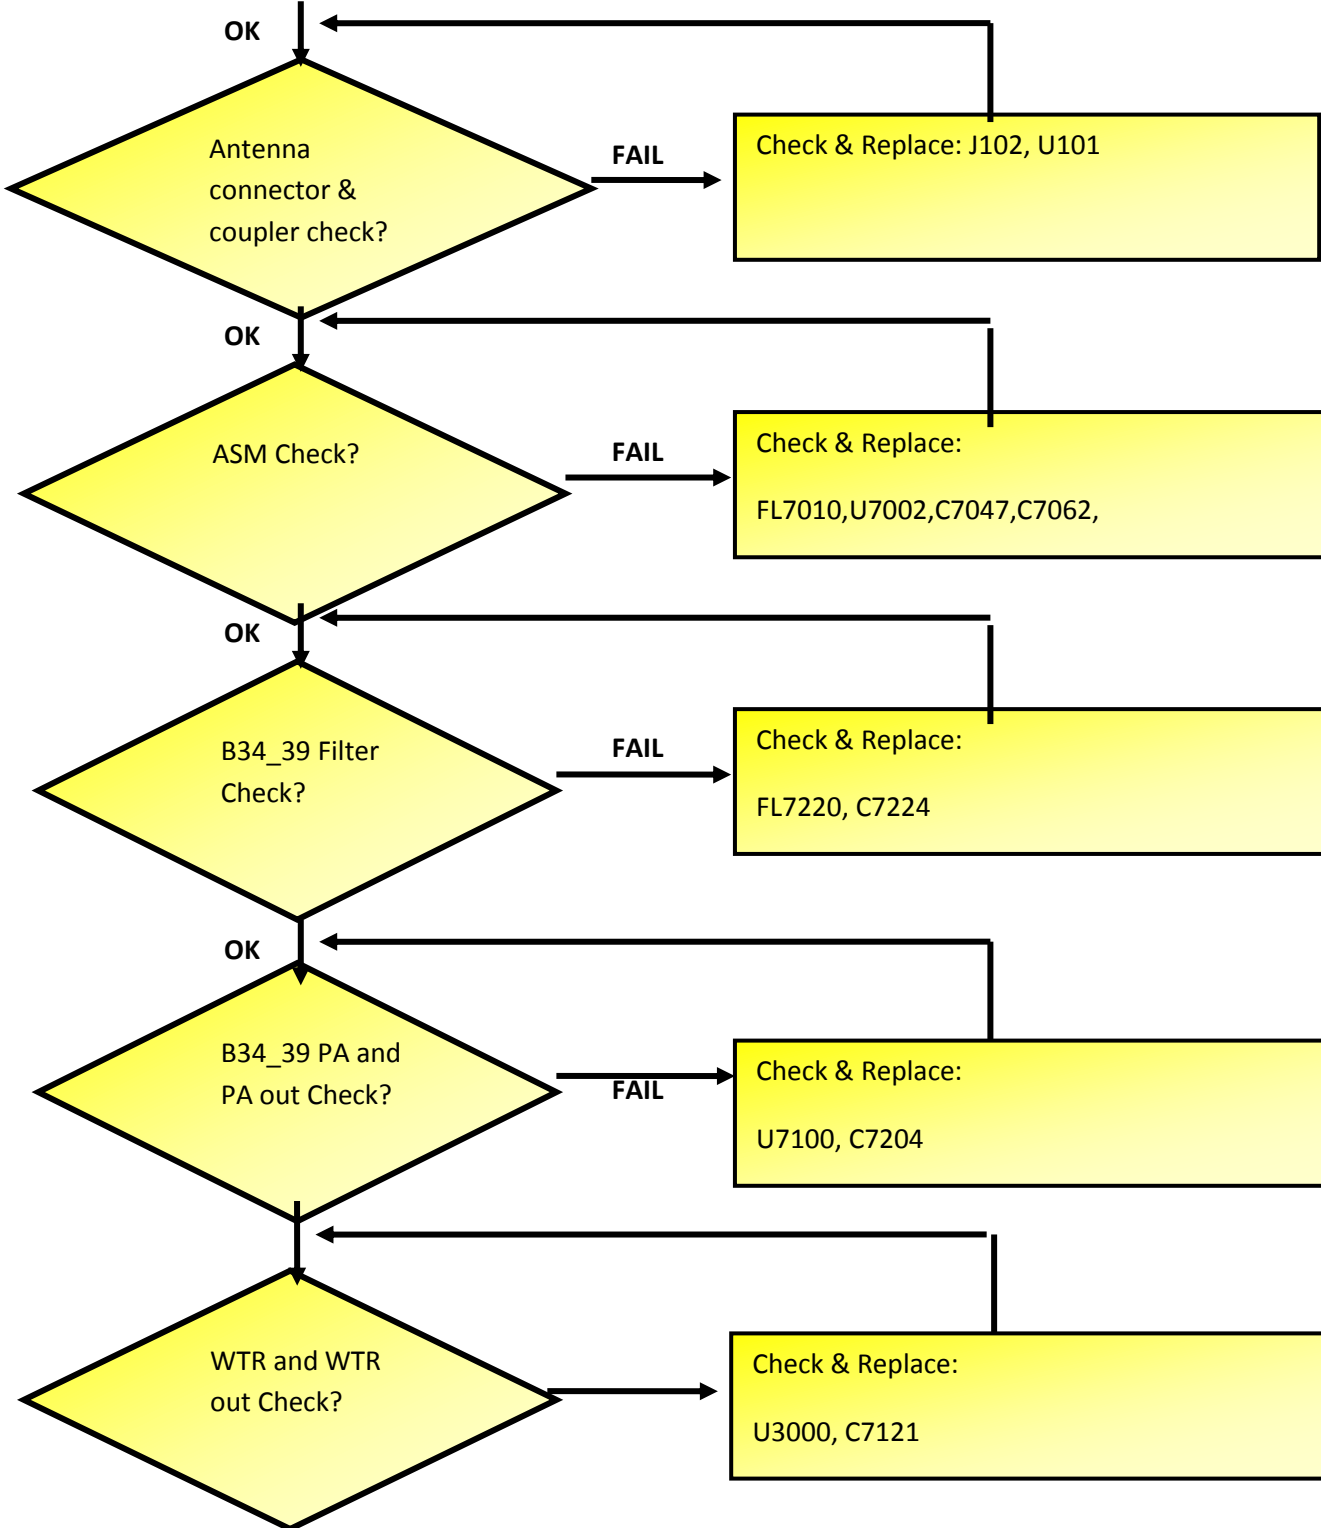 OK
Antenna
connector &
coupler check?
FAIL
Check & Replace: J102, U101
OK
ASM Check?
FAIL
Check & Replace:
FL7010,U7002,C7047,C7062,
OK
B34_39 Filter
Check?
FAIL
Check & Replace:
FL7220, C7224
OK
B34_39 PA and
PA out Check?
FAIL
Check & Replace:
U7100, C7204
WTR and WTR
out Check?
Check & Replace:
U3000, C7121